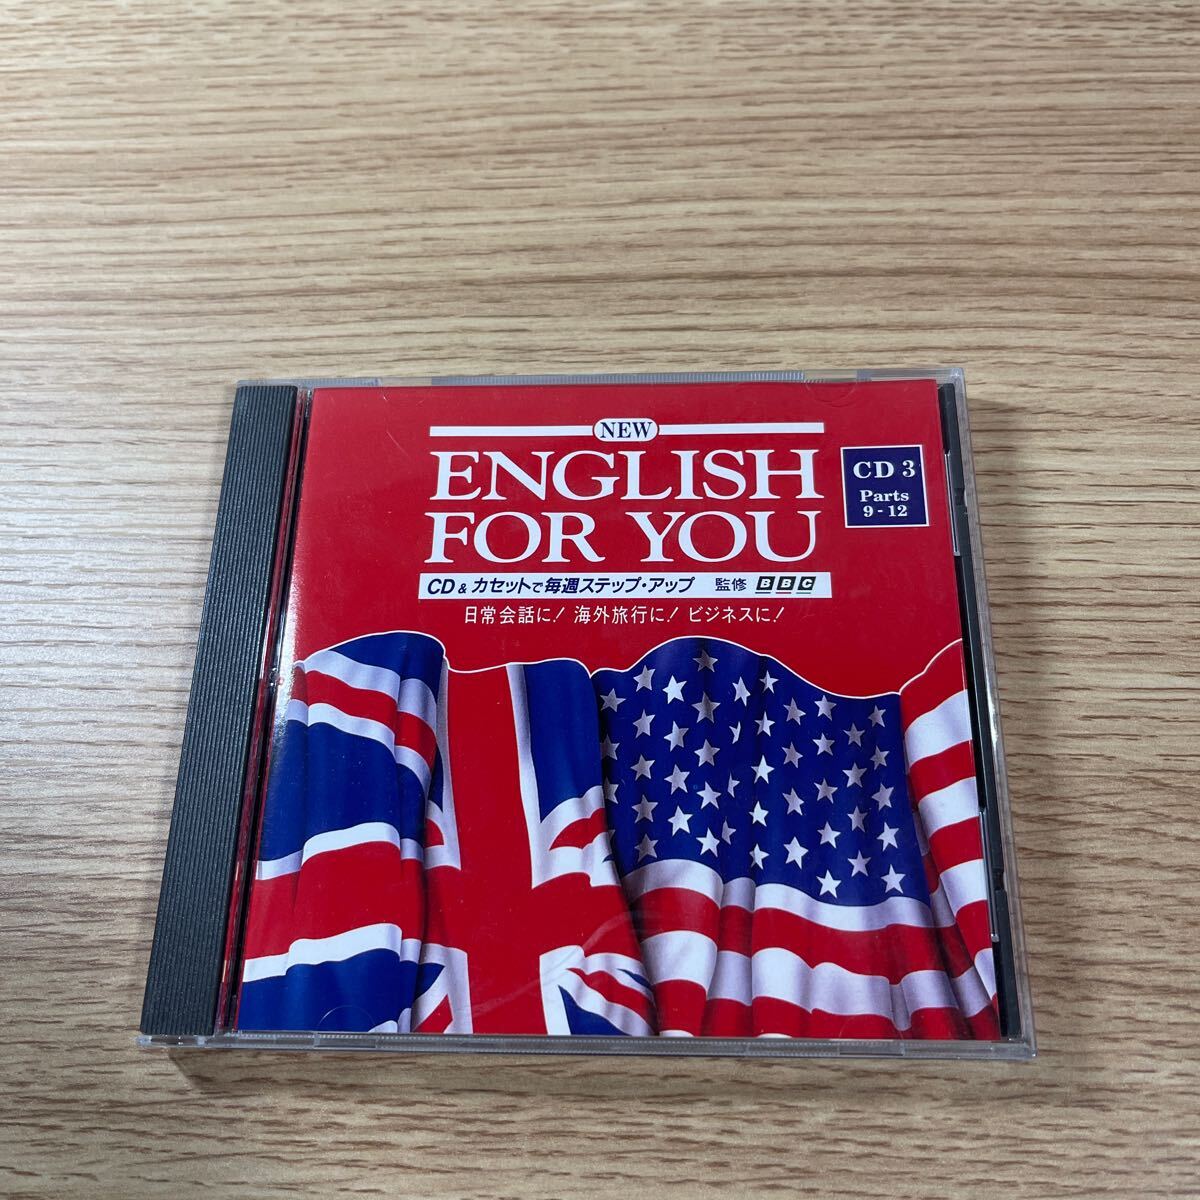 NEW
ENGLISH
FOR YOU
CD & カセットで毎週ステップ・アップ 監修 BBC
日常会話に! 海外旅行に! ビジネスに!
CD 3
Parts
9 - 12